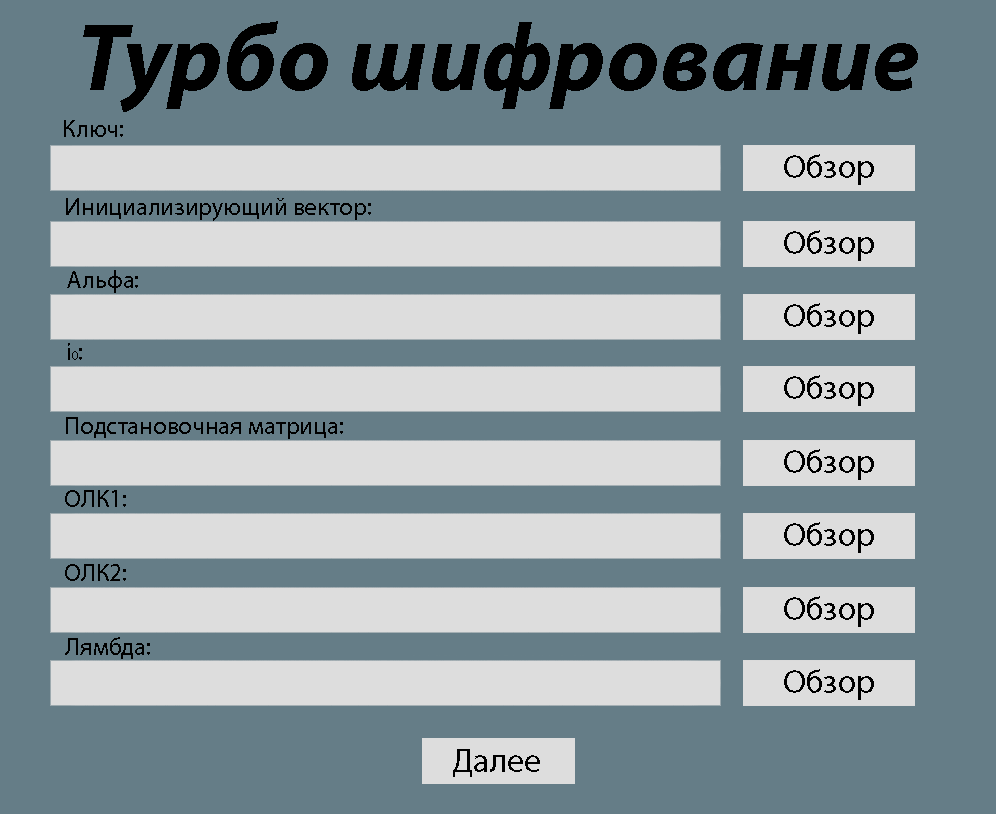 Турбо шифрование
Ключ:
Обзор
Инициализирующий вектор:
Обзор
Альфа:
Обзор
i₀:
Обзор
Подстановочная матрица:
Обзор
ОЛК1:
Обзор
ОЛК2:
Обзор
Лямбда:
Обзор
Далее